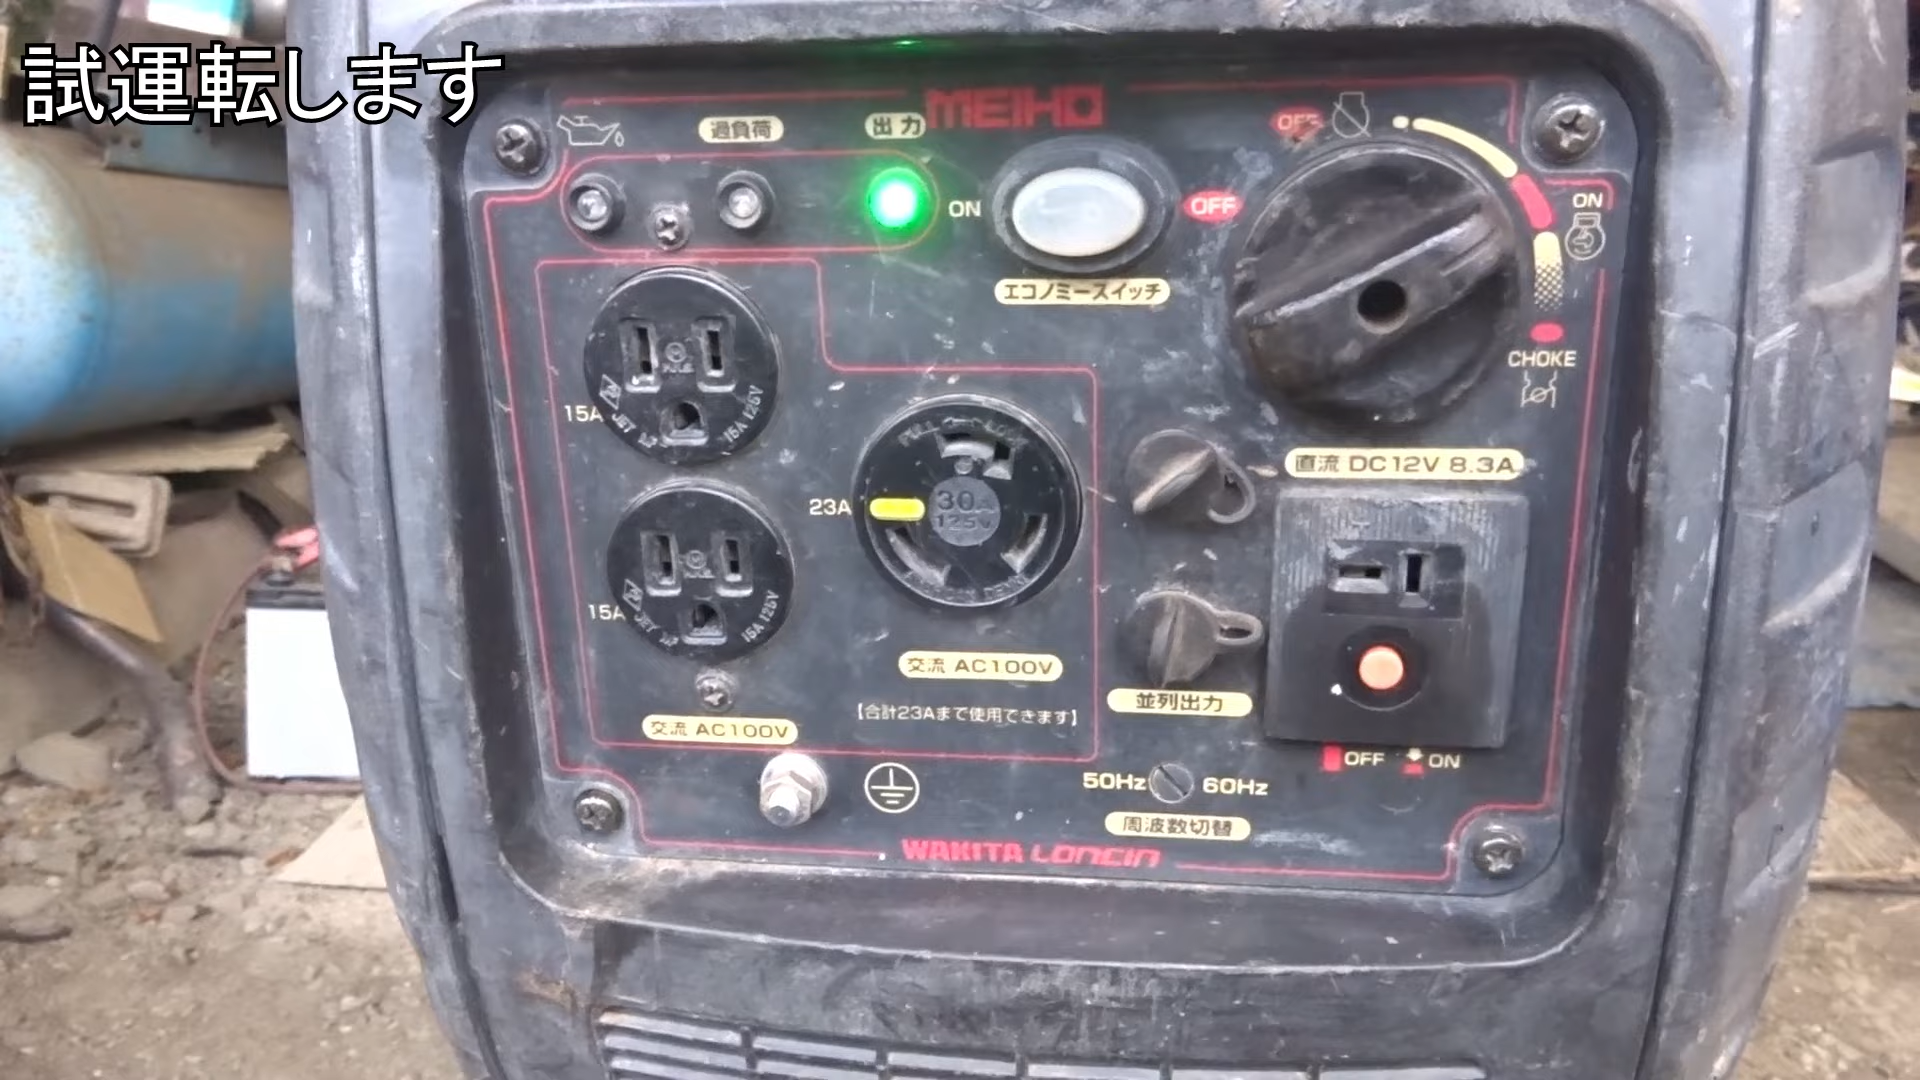 試運転します
過負荷
出力
MEIHO
OFF
ON
OFF
ON
エコノミースイッチ
CHOKE
15A
15A 125V
直流 DC12V 8.3A
23A
30A
125V
15A
15A 125V
交流 AC100V
並列出力
【合計23Aまで使用できます】
交流 AC100V
OFF
ON
50Hz
60Hz
周波数切替
WAKITA LONCIN